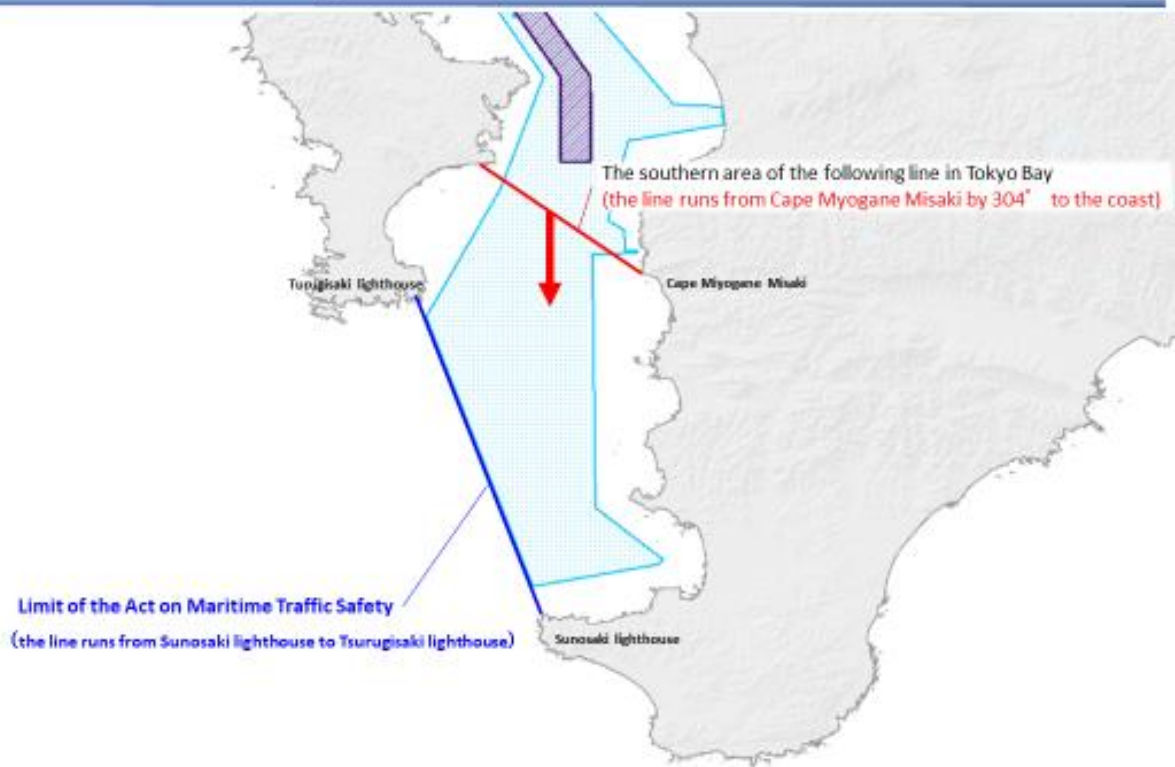 The southern area of the following line in Tokyo Bay
(the line runs from Cape Myogane Misaki by 304° to the coast)
Turugisaki lighthouse
Cape Miyogane Misaki
Limit of the Act on Maritime Traffic Safety
(the line runs from Sunosaki lighthouse to Tsurugisaki lighthouse)
Sunosaki lighthouse